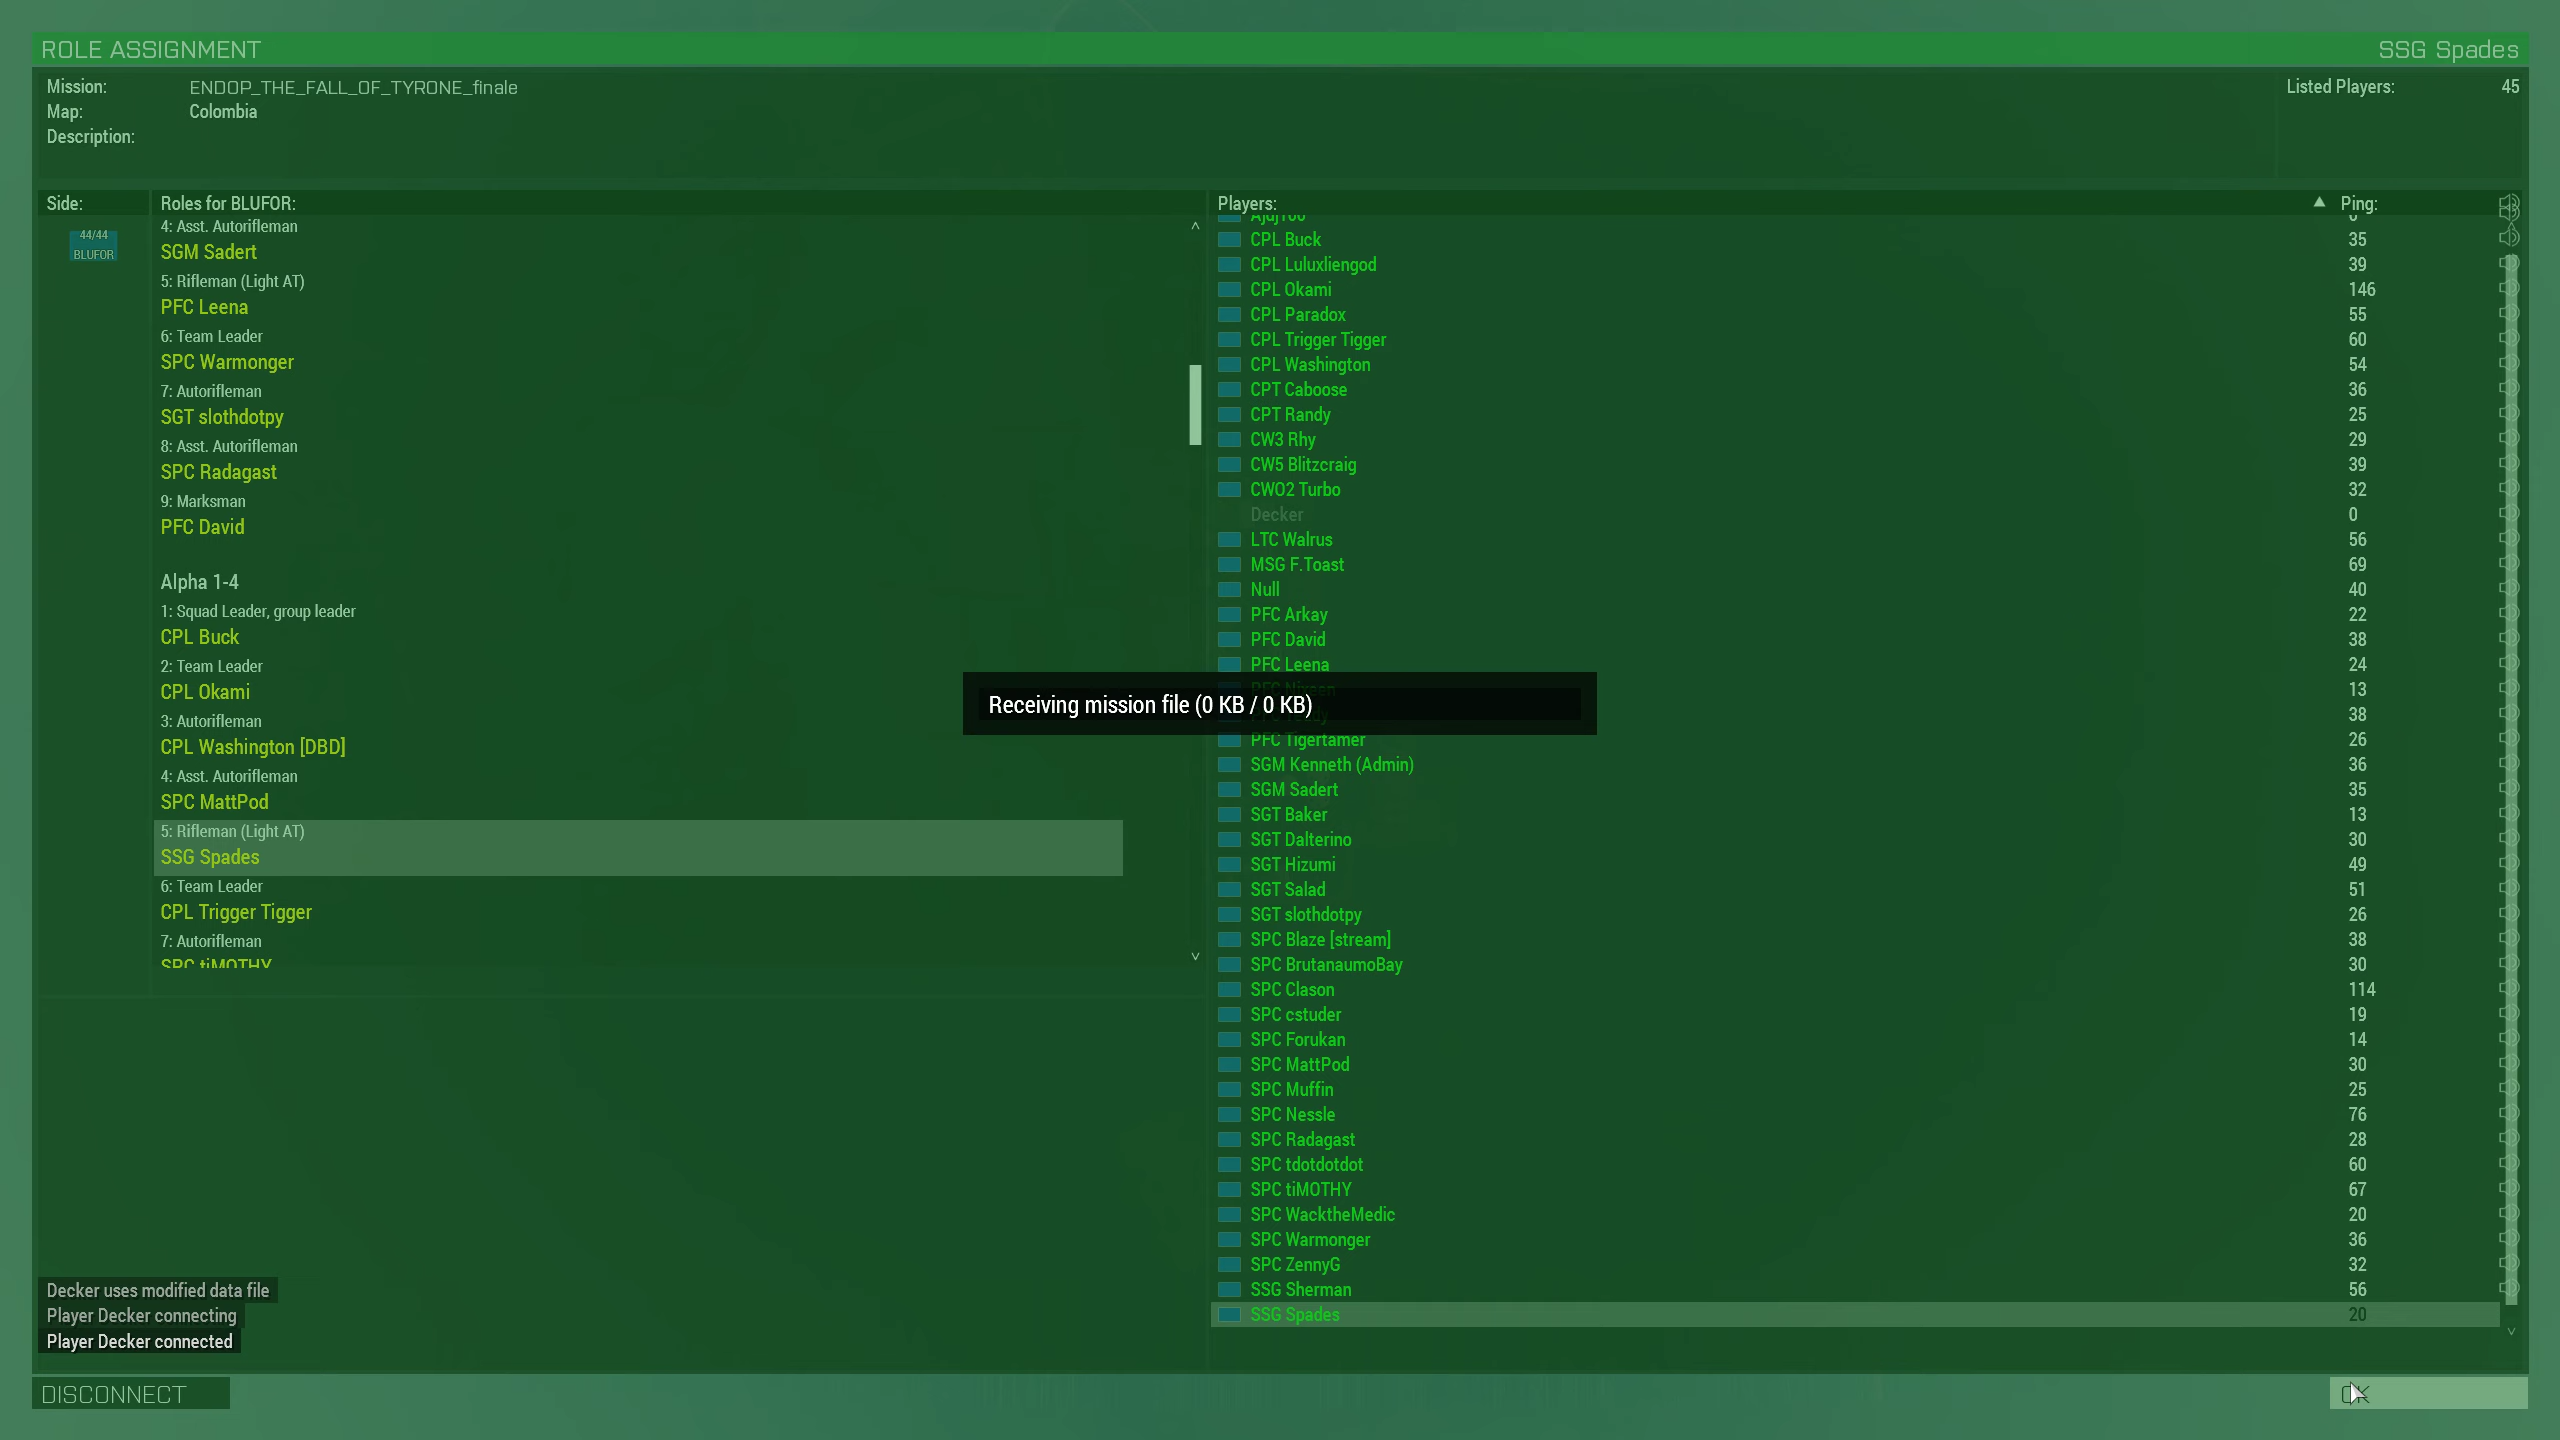 ROLE ASSIGNMENT
SSG Spades
Mission: ENDOP_THE_FALL_OF_TYRONE_finale
Map: Colombia
Description:
Listed Players: 45
Side:
44/44
BLUFOR
Roles for BLUFOR:
4: Asst. Autorifleman
SGM Sadert
5: Rifleman (Light AT)
PFC Leena
6: Team Leader
SPC Warmonger
7: Autorifleman
SGT slothdotpy
8: Asst. Autorifleman
SPC Radagast
9: Marksman
PFC David
Alpha 1-4
1: Squad Leader, group leader
CPL Buck
2: Team Leader
CPL Okami
3: Autorifleman
CPL Washington [DBD]
4: Asst. Autorifleman
SPC MattPod
5: Rifleman (Light AT)
SSG Spades
6: Team Leader
CPL Trigger Tigger
7: Autorifleman
SPC tiMOTHY
Players: Ping:
0
CPL Buck 35
CPL Luluxliengod 39
CPL Okami 146
CPL Paradox 55
CPL Trigger Tigger 60
CPL Washington 54
CPT Caboose 36
CPT Randy 25
CW3 Rhy 29
CW5 Blitzcraig 39
CWO2 Turbo 32
Decker 0
LTC Walrus 56
MSG F.Toast 69
Null 40
PFC Arkay 22
PFC David 38
PFC Leena 24
PFC 13
38
PFC Tigertamer 26
SGM Kenneth (Admin) 36
SGM Sadert 35
SGT Baker 13
SGT Dalterino 30
SGT Hizumi 49
SGT Salad 51
SGT slothdotpy 26
SPC Blaze [stream] 38
SPC BrutanaumoBay 30
SPC Clason 114
SPC cstuder 19
SPC Forukan 14
SPC MattPod 30
SPC Muffin 25
SPC Nessle 76
SPC Radagast 28
SPC tdotdotdot 60
SPC tiMOTHY 67
SPC WacktheMedic 20
SPC Warmonger 36
SPC ZennyG 32
SSG Sherman 56
SSG Spades 20
Receiving mission file (0 KB / 0 KB)
Decker uses modified data file
Player Decker connecting
Player Decker connected
DISCONNECT
OK